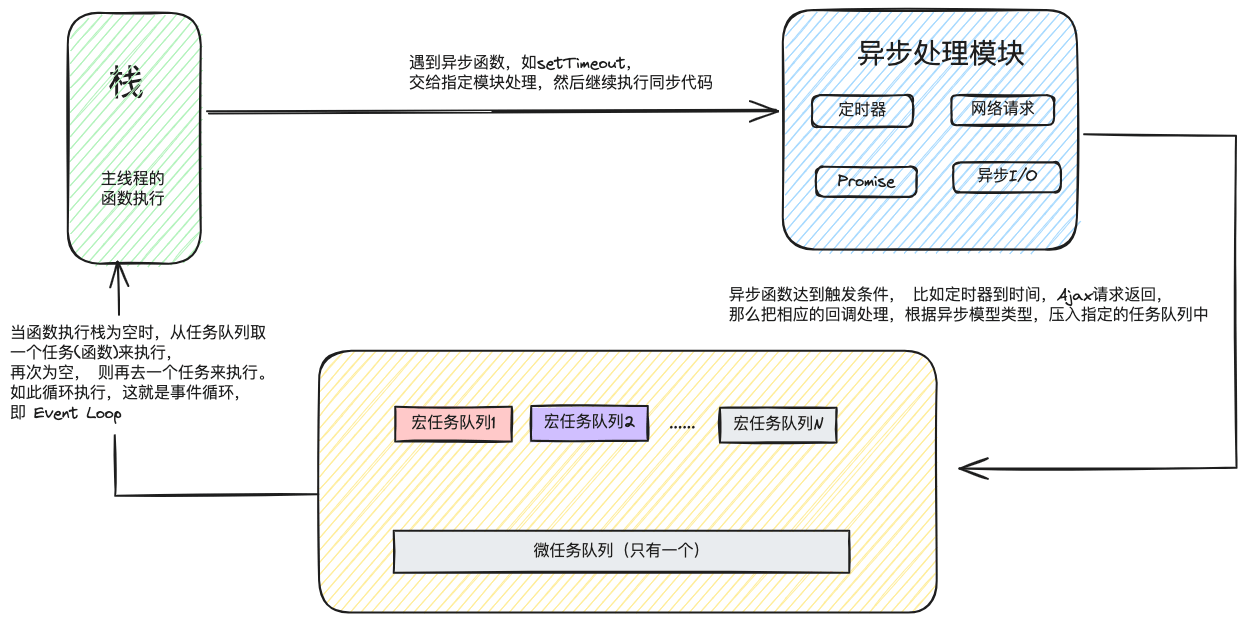 栈
主线程的
函数执行
遇到异步函数，如setTimeout，
交给指定模块处理，然后继续执行同步代码
异步处理模块
定时器
网络请求
Promise
异步I/O
异步函数达到触发条件， 比如定时器到时间，Ajax请求返回，
那么把相应的回调处理，根据异步模型类型，压入指定的任务队列中
当函数执行栈为空时，从任务队列取
一个任务(函数)来执行，
再次为空， 则再去一个任务来执行。
如此循环执行，这就是事件循环，
即 Event Loop
宏任务队列1
宏任务队列2
......
宏任务队列N
微任务队列（只有一个）